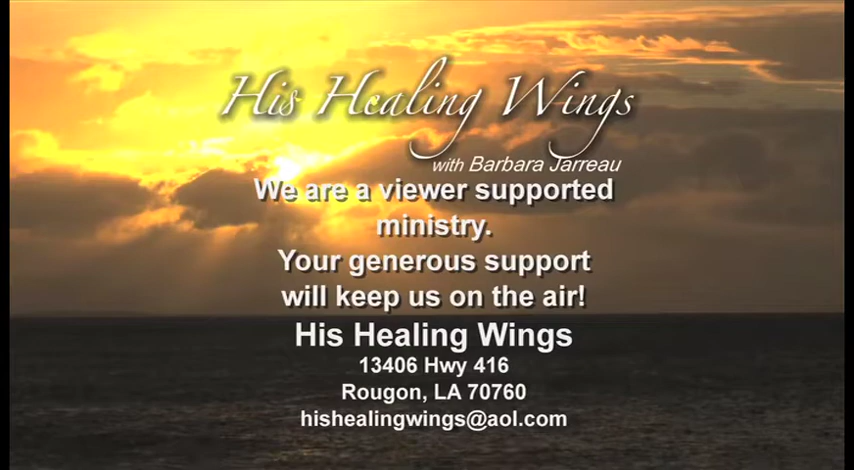 His Healing Wings
with Barbara Jarreau
We are a viewer supported
ministry.
Your generous support
will keep us on the air!
His Healing Wings
13406 Hwy 416
Rougon, LA 70760
hishealingwings@aol.com